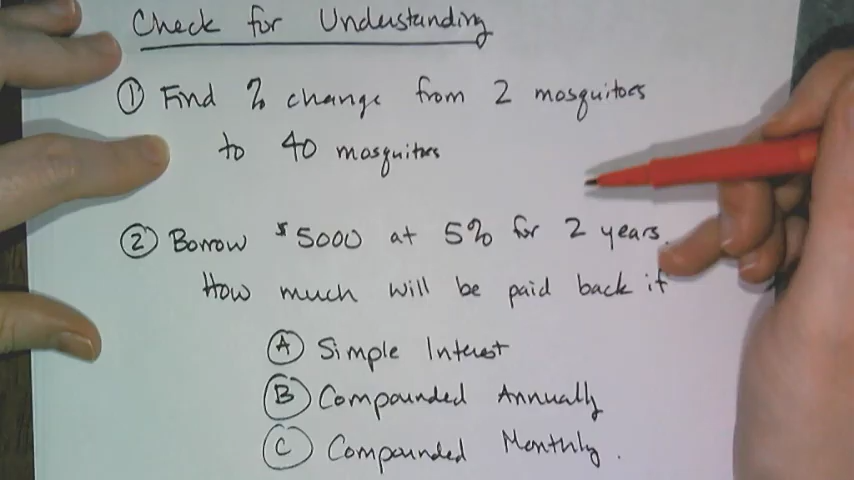 Check for Understanding
① Find % change from 2 mosquitoes
to 40 mosquitoes
② Borrow $5000 at 5% for 2 years.
How much will be paid back if
Ⓐ Simple Interest
Ⓑ Compounded Annually
Ⓒ Compounded Monthly.